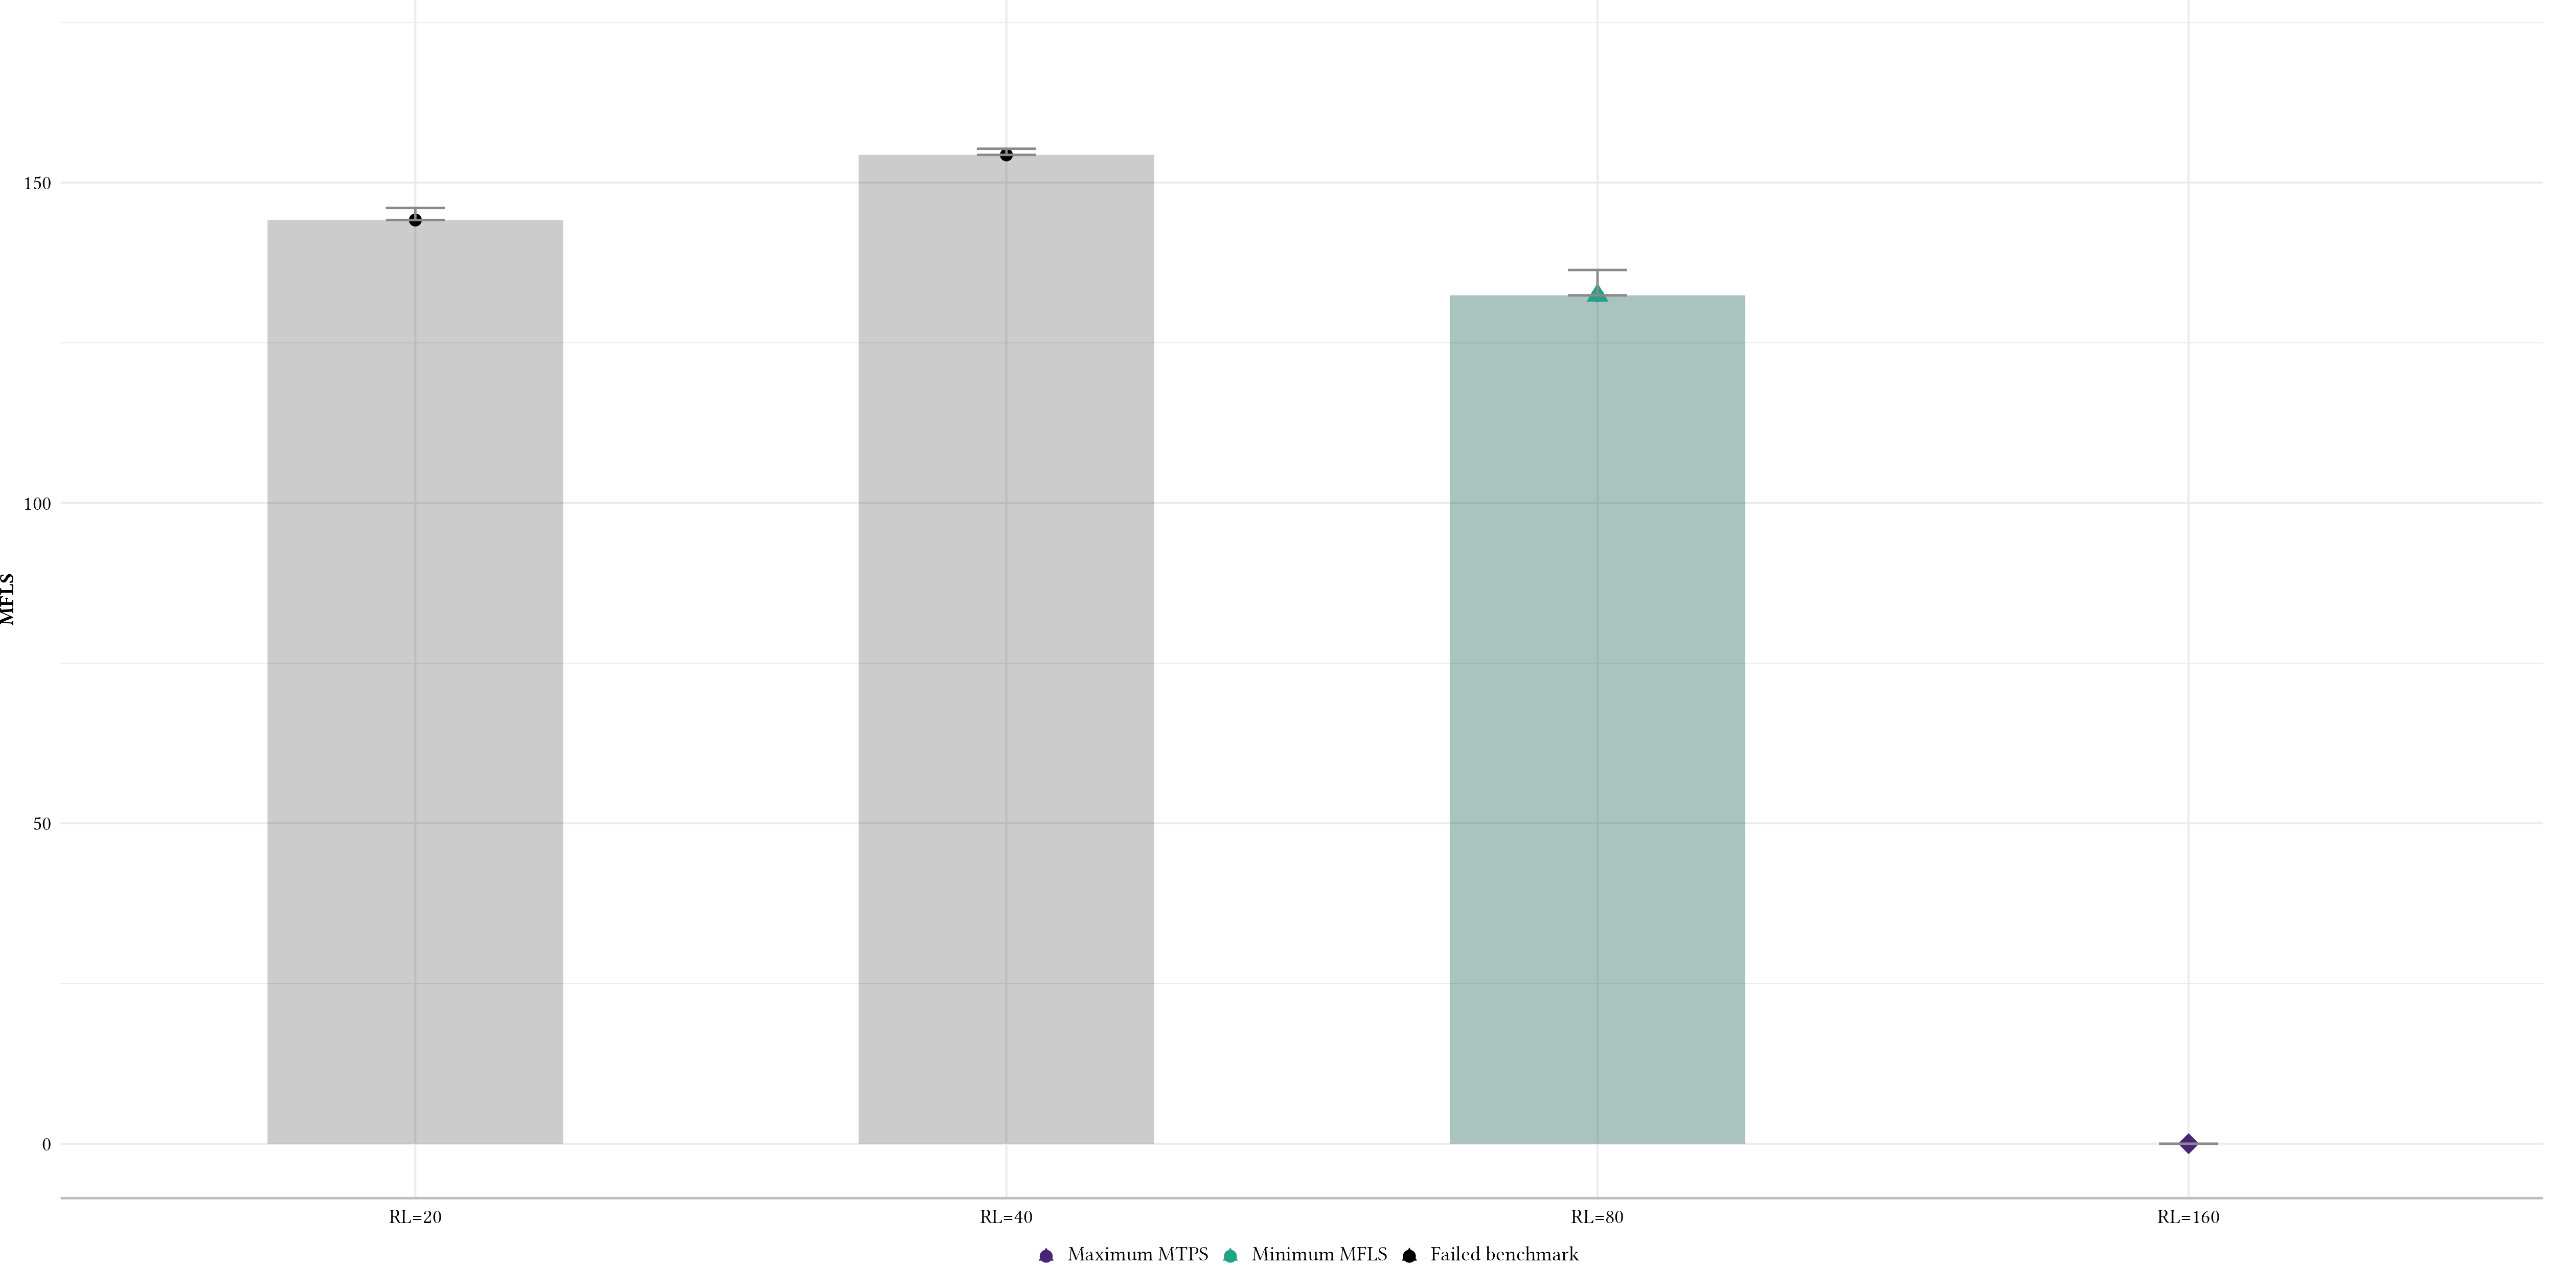 MFLS
150
100
50
0
RL=20 RL=40 RL=80 RL=160
Maximum MTPS Minimum MFLS Failed benchmark